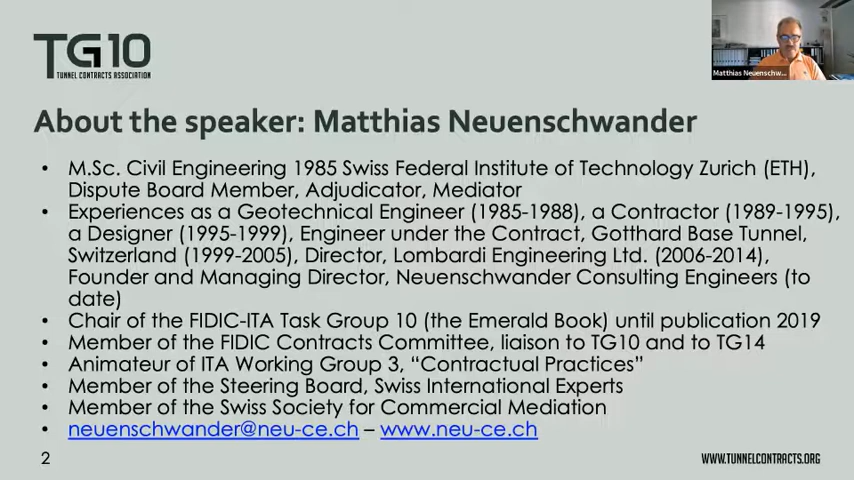 TG10
TUNNEL CONTRACTS ASSOCIATION
Matthias Neuenschw...
About the speaker: Matthias Neuenschwander
• M.Sc. Civil Engineering 1985 Swiss Federal Institute of Technology Zurich (ETH),
Dispute Board Member, Adjudicator, Mediator
• Experiences as a Geotechnical Engineer (1985-1988), a Contractor (1989-1995),
a Designer (1995-1999), Engineer under the Contract, Gotthard Base Tunnel,
Switzerland (1999-2005), Director, Lombardi Engineering Ltd. (2006-2014),
Founder and Managing Director, Neuenschwander Consulting Engineers (to
date)
• Chair of the FIDIC-ITA Task Group 10 (the Emerald Book) until publication 2019
• Member of the FIDIC Contracts Committee, liaison to TG10 and to TG14
• Animateur of ITA Working Group 3, “Contractual Practices”
• Member of the Steering Board, Swiss International Experts
• Member of the Swiss Society for Commercial Mediation
• neuenschwander@neu-ce.ch – www.neu-ce.ch
2
WWW.TUNNELCONTRACTS.ORG